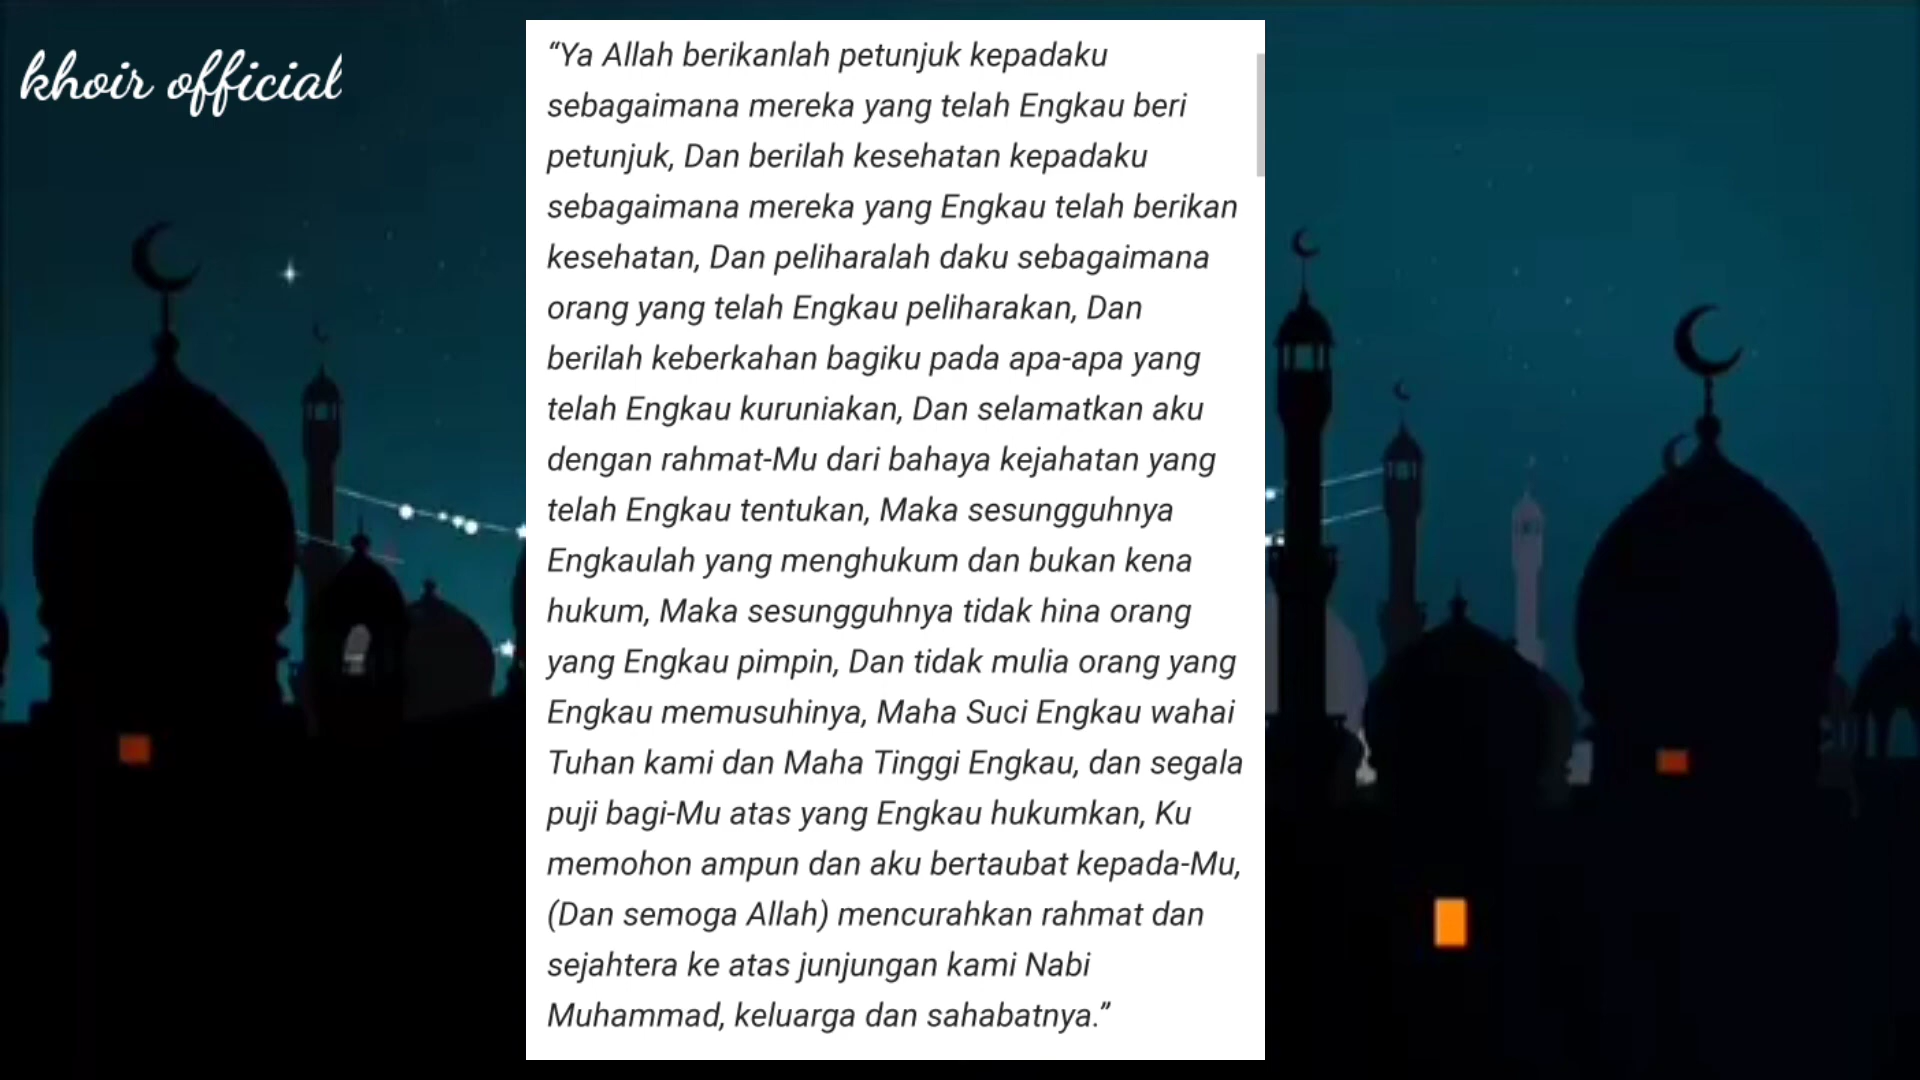 khoir official
“Ya Allah berikanlah petunjuk kepadaku
sebagaimana mereka yang telah Engkau beri
petunjuk, Dan berilah kesehatan kepadaku
sebagaimana mereka yang Engkau telah berikan
kesehatan, Dan peliharalah daku sebagaimana
orang yang telah Engkau peliharakan, Dan
berilah keberkahan bagiku pada apa-apa yang
telah Engkau kuruniakan, Dan selamatkan aku
dengan rahmat-Mu dari bahaya kejahatan yang
telah Engkau tentukan, Maka sesungguhnya
Engkaulah yang menghukum dan bukan kena
hukum, Maka sesungguhnya tidak hina orang
yang Engkau pimpin, Dan tidak mulia orang yang
Engkau memusuhinya, Maha Suci Engkau wahai
Tuhan kami dan Maha Tinggi Engkau, dan segala
puji bagi-Mu atas yang Engkau hukumkan, Ku
memohon ampun dan aku bertaubat kepada-Mu,
(Dan semoga Allah) mencurahkan rahmat dan
sejahtera ke atas junjungan kami Nabi
Muhammad, keluarga dan sahabatnya.”